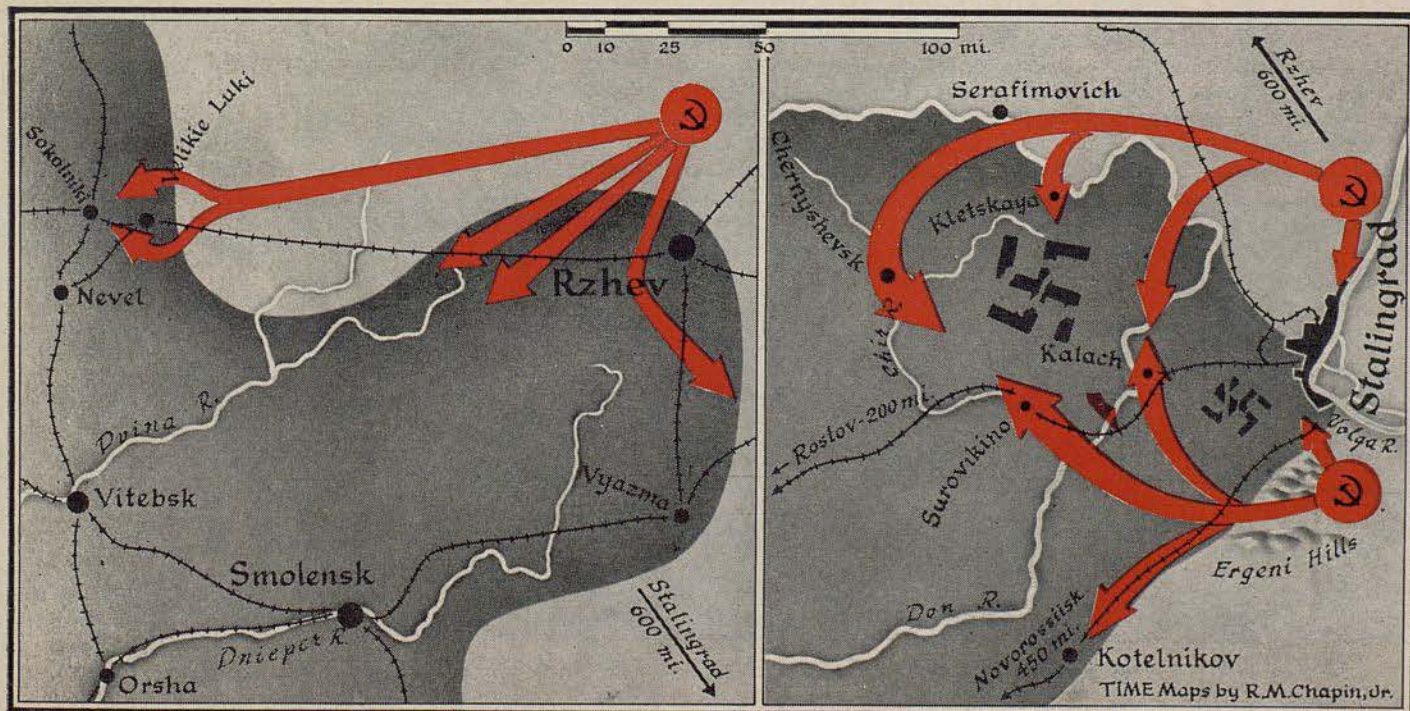 0 10 25 50 100 mi.
Sokolniki
Velikie Luki
Nevel
Rzhev
Dvina R.
Vitebsk
Vyazma
Smolensk
Dnieper R.
Orsha
Stalingrad
600 mi.
Rzhev
600 mi.
Serafimovich
Chernyshevsk
Kletskaya
Chir R.
Kalach
Stalingrad
Volga R.
Rostov-200 mi.
Surovikino
Ergeni Hills
Don R.
Novorossiisk
450 mi.
Kotelnikov
TIME Maps by R.M.Chapin,Jr.